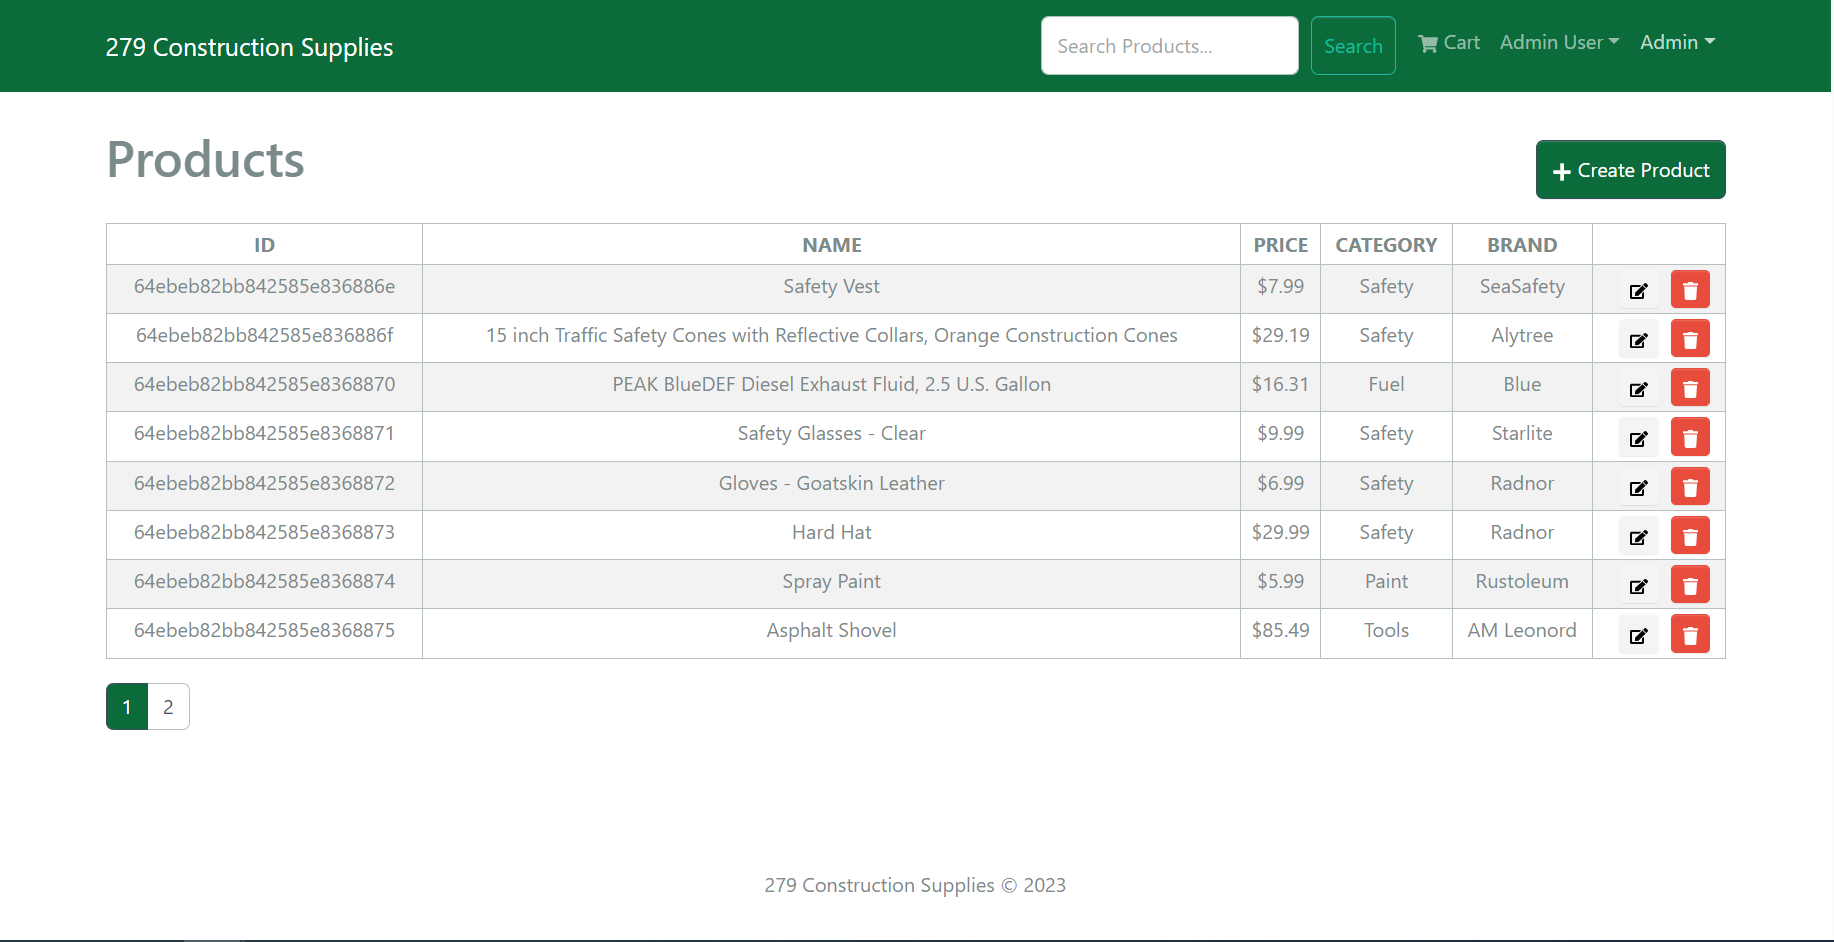 279 Construction Supplies
Search Products...
Search
Cart
Admin User
Admin
Products
Create Product
ID NAME PRICE CATEGORY BRAND
64ebeb82bb842585e836886e Safety Vest $7.99 Safety SeaSafety
64ebeb82bb842585e836886f 15 inch Traffic Safety Cones with Reflective Collars, Orange Construction Cones $29.19 Safety Alytree
64ebeb82bb842585e8368870 PEAK BlueDEF Diesel Exhaust Fluid, 2.5 U.S. Gallon $16.31 Fuel Blue
64ebeb82bb842585e8368871 Safety Glasses - Clear $9.99 Safety Starlite
64ebeb82bb842585e8368872 Gloves - Goatskin Leather $6.99 Safety Radnor
64ebeb82bb842585e8368873 Hard Hat $29.99 Safety Radnor
64ebeb82bb842585e8368874 Spray Paint $5.99 Paint Rustoleum
64ebeb82bb842585e8368875 Asphalt Shovel $85.49 Tools AM Leonord
1 2
279 Construction Supplies © 2023